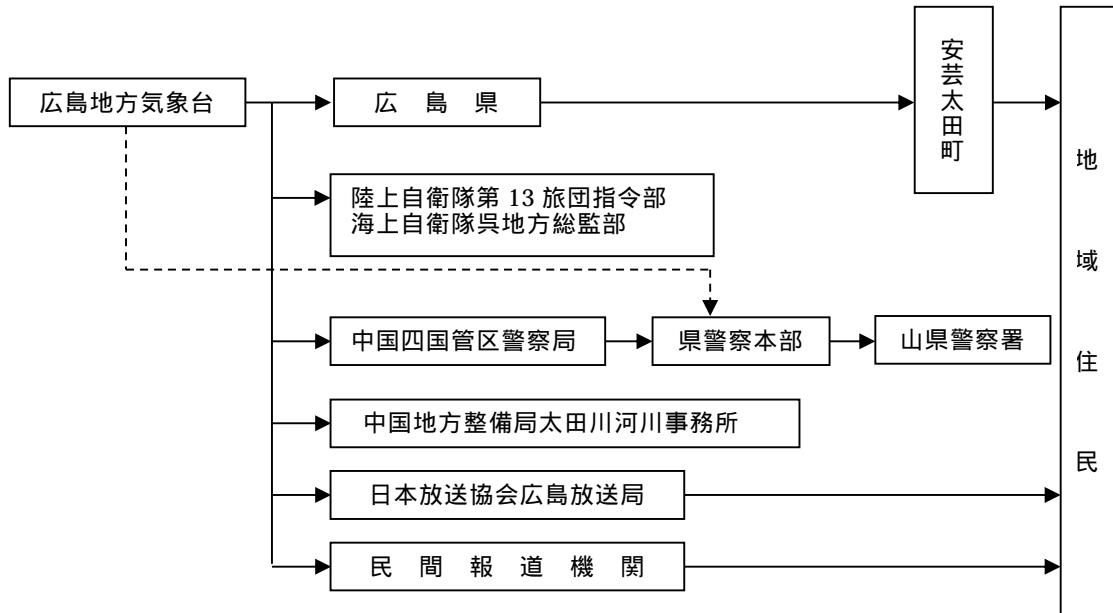 広島地方気象台
広 島 県
安芸太田町
陸上自衛隊第 13 旅団指令部
海上自衛隊呉地方総監部
中国四国管区警察局
県警察本部
山県警察署
中国地方整備局太田川河川事務所
日本放送協会広島放送局
民 間 報 道 機 関
地 域 住 民